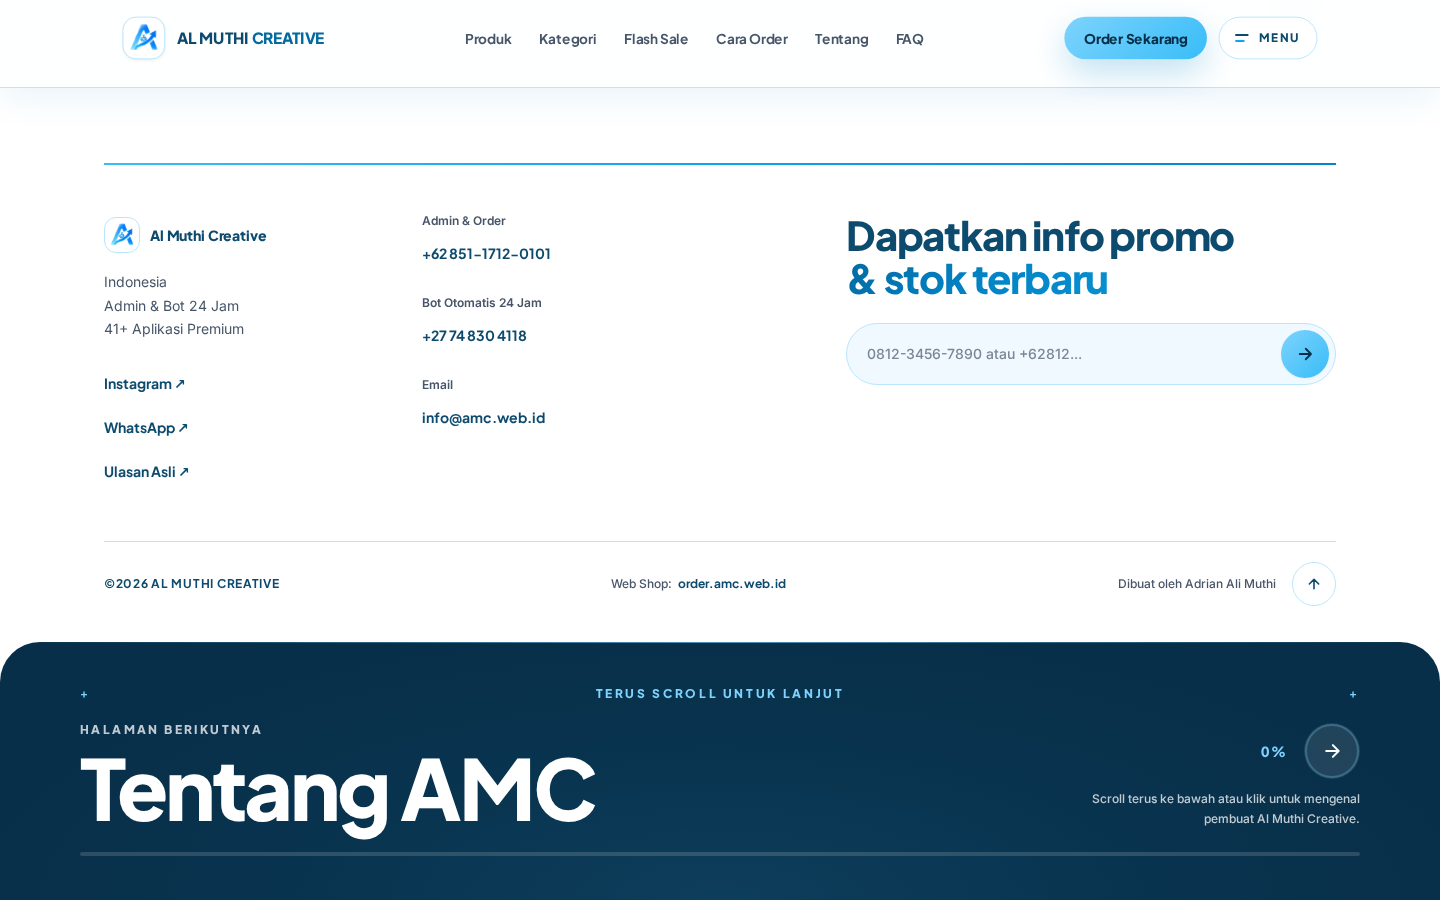 AL MUTHI CREATIVE
Produk
Kategori
Flash Sale
Cara Order
Tentang
FAQ
Order Sekarang
MENU
Al Muthi Creative
Indonesia
Admin & Bot 24 Jam
41+ Aplikasi Premium
Instagram ↗
WhatsApp ↗
Ulasan Asli ↗
Admin & Order
+62 851-1712-0101
Bot Otomatis 24 Jam
+27 74 830 4118
Email
info@amc.web.id
Dapatkan info promo
& stok terbaru
0812-3456-7890 atau +62812...
©2026 AL MUTHI CREATIVE
Web Shop: order.amc.web.id
Dibuat oleh Adrian Ali Muthi
+
TERUS SCROLL UNTUK LANJUT
+
HALAMAN BERIKUTNYA
Tentang AMC
0%
Scroll terus ke bawah atau klik untuk mengenal
pembuat Al Muthi Creative.